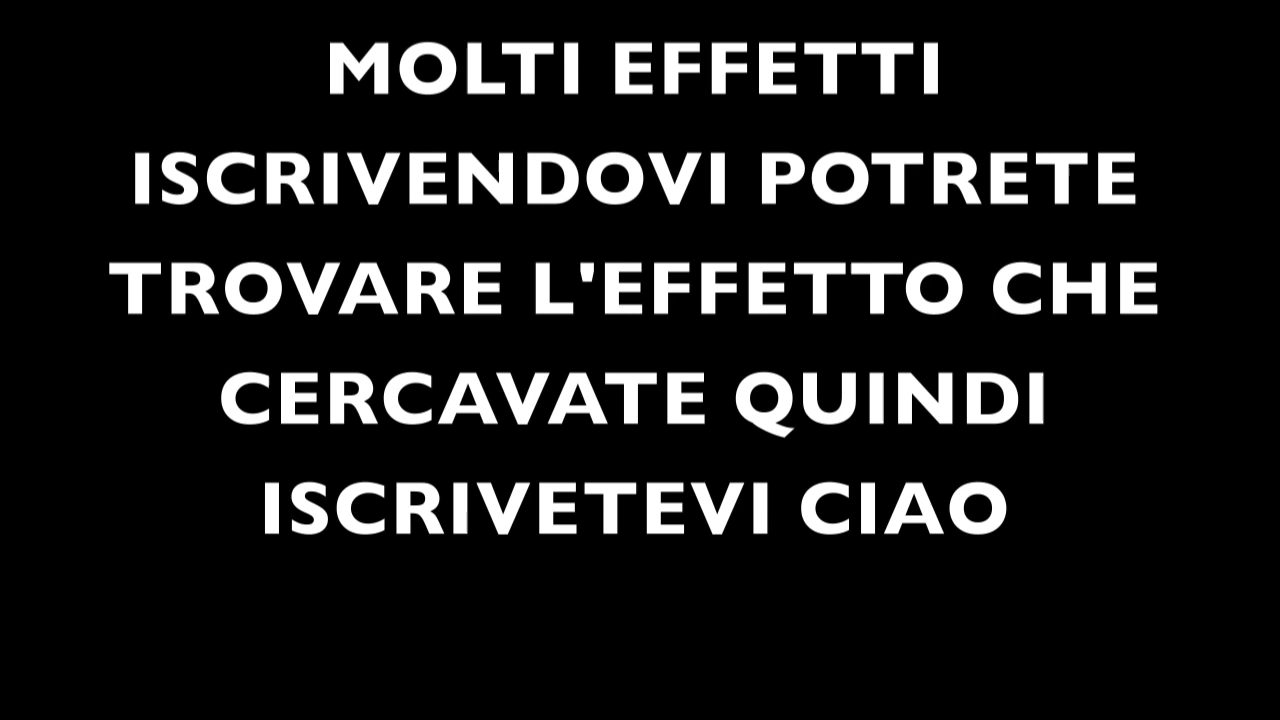 MOLTI EFFETTI
ISCRIVENDOVI POTRETE
TROVARE L'EFFETTO CHE
CERCAVATE QUINDI
ISCRIVETEVI CIAO